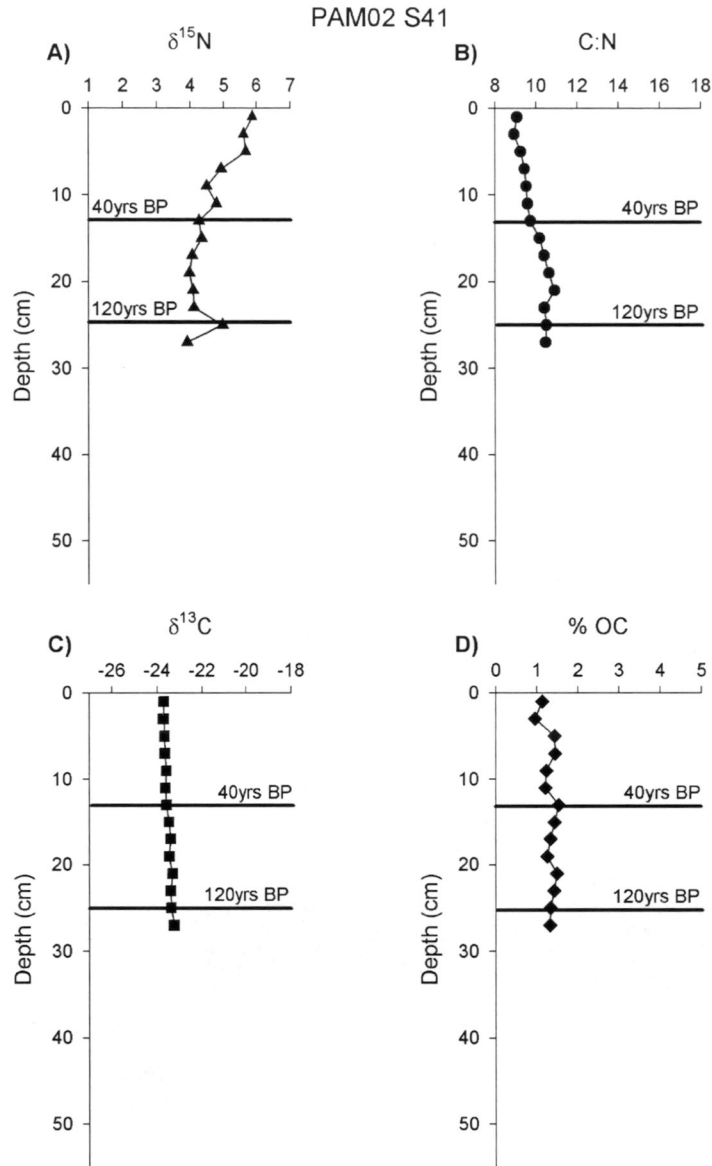 PAM02 S41
A)
δ¹⁵N
1 2 3 4 5 6 7
0
10
20
30
40
50
Depth (cm)
40yrs BP
120yrs BP
B)
C:N
8 10 12 14 16 18
0
10
20
30
40
50
Depth (cm)
40yrs BP
120yrs BP
C)
δ¹³C
-26 -24 -22 -20 -18
0
10
20
30
40
50
Depth (cm)
40yrs BP
120yrs BP
D)
% OC
0 1 2 3 4 5
0
10
20
30
40
50
Depth (cm)
40yrs BP
120yrs BP